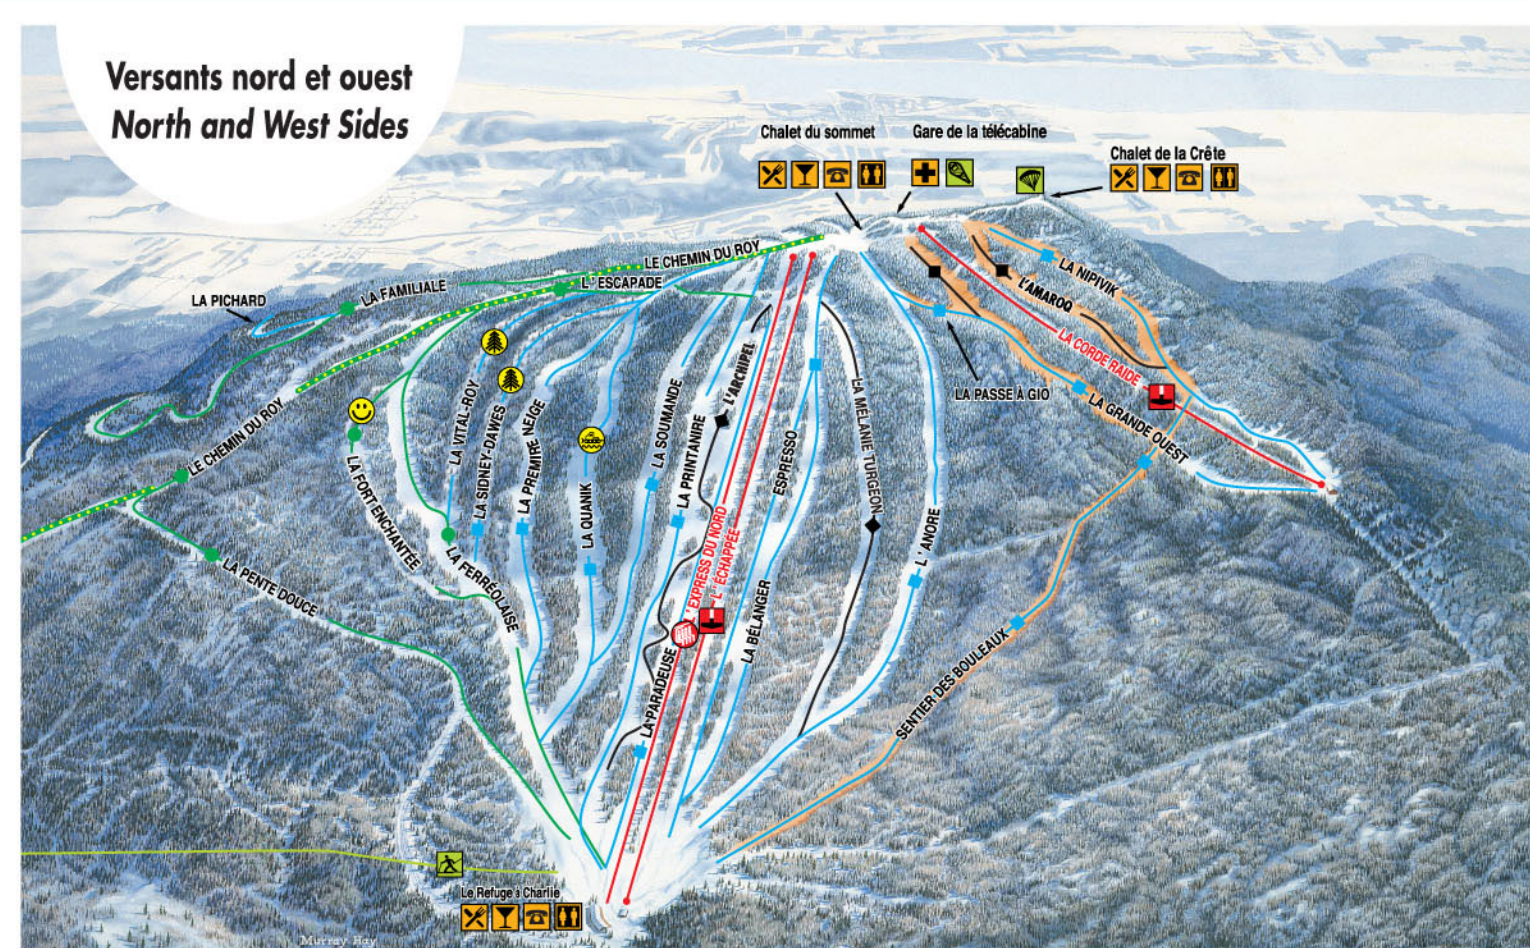 Versants nord et ouest
North and West Sides
Chalet du sommet
Gare de la télécabine
Chalet de la Crête
LE CHEMIN DU ROY
L'ESCAPADE
LA PICHARD
LA FAMILIALE
LA NIPIVIK
L'AMAROQ
LA CORDE RAIDE
LA PASSE À GIO
LA GRANDE OUEST
LE CHEMIN DU ROY
LA FORT ENCHANTÉE
LA VITAL-ROY
LA SIDNEY-DAWES
LA PREMIRE NEIGE
LA QUANIK
LA SOUMANDE
LA PRINTANIRE
L'ARCHIPEL
ESPRESSO
LA MÉLANIE TURGEON
L'ANORE
L'EXPRESS DU NORD
L'ÉCHAPPÉE
LA PENTE DOUCE
LA FERRÉOLAISE
LA PARADEUSE
LA BÉLANGER
SENTIER DES BOULEAUX
Le Refuge à Charlie
Murray Hay